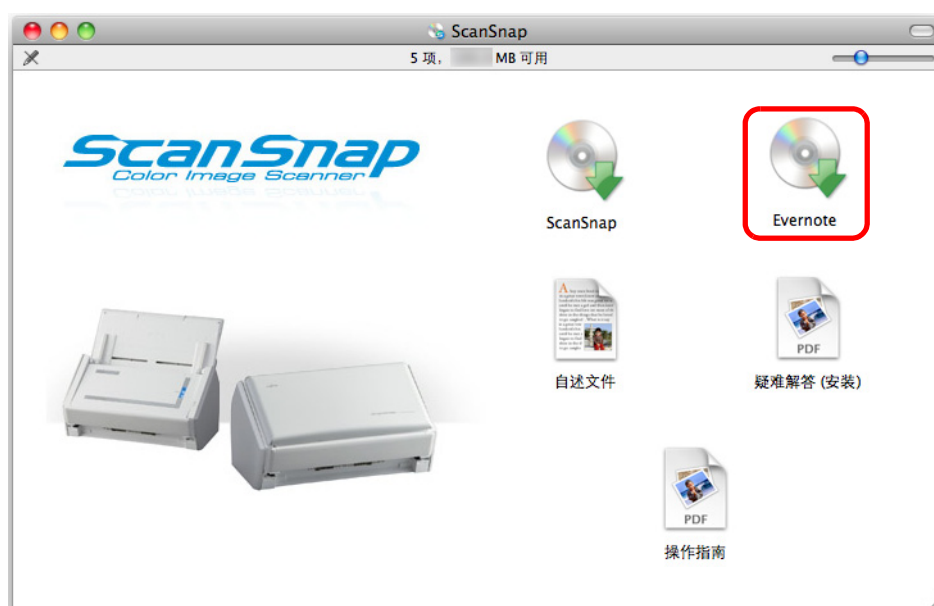 ScanSnap
5 项, MB 可用
ScanSnap
Color Image Scanner
ScanSnap
Evernote
自述文件
PDF
疑难解答 (安装)
PDF
操作指南